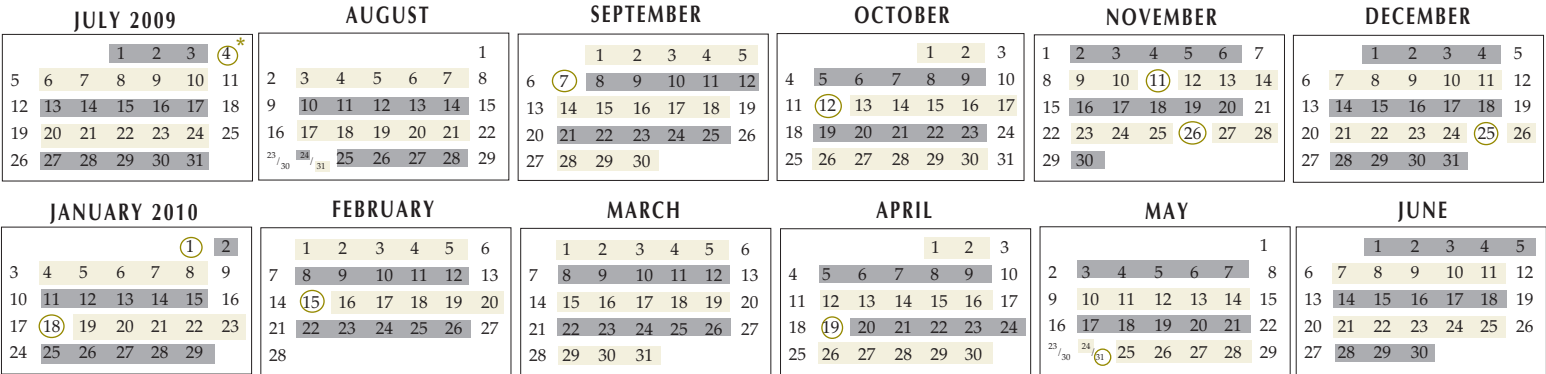 JULY 2009
1 2 3 4*
5 6 7 8 9 10 11
12 13 14 15 16 17 18
19 20 21 22 23 24 25
26 27 28 29 30 31
AUGUST
1
2 3 4 5 6 7 8
9 10 11 12 13 14 15
16 17 18 19 20 21 22
23/30 24/31 25 26 27 28 29
SEPTEMBER
1 2 3 4 5
6 7 8 9 10 11 12
13 14 15 16 17 18 19
20 21 22 23 24 25 26
27 28 29 30
OCTOBER
1 2 3
4 5 6 7 8 9 10
11 12 13 14 15 16 17
18 19 20 21 22 23 24
25 26 27 28 29 30 31
NOVEMBER
1 2 3 4 5 6 7
8 9 10 11 12 13 14
15 16 17 18 19 20 21
22 23 24 25 26 27 28
29 30
DECEMBER
1 2 3 4 5
6 7 8 9 10 11 12
13 14 15 16 17 18 19
20 21 22 23 24 25 26
27 28 29 30 31
JANUARY 2010
1 2
3 4 5 6 7 8 9
10 11 12 13 14 15 16
17 18 19 20 21 22 23
24 25 26 27 28 29
FEBRUARY
1 2 3 4 5 6
7 8 9 10 11 12 13
14 15 16 17 18 19 20
21 22 23 24 25 26 27
28
MARCH
1 2 3 4 5 6
7 8 9 10 11 12 13
14 15 16 17 18 19 20
21 22 23 24 25 26 27
28 29 30 31
APRIL
1 2 3
4 5 6 7 8 9 10
11 12 13 14 15 16 17
18 19 20 21 22 23 24
25 26 27 28 29 30
MAY
1
2 3 4 5 6 7 8
9 10 11 12 13 14 15
16 17 18 19 20 21 22
23/30 24/31 25 26 27 28 29
JUNE
1 2 3 4 5
6 7 8 9 10 11 12
13 14 15 16 17 18 19
20 21 22 23 24 25 26
27 28 29 30